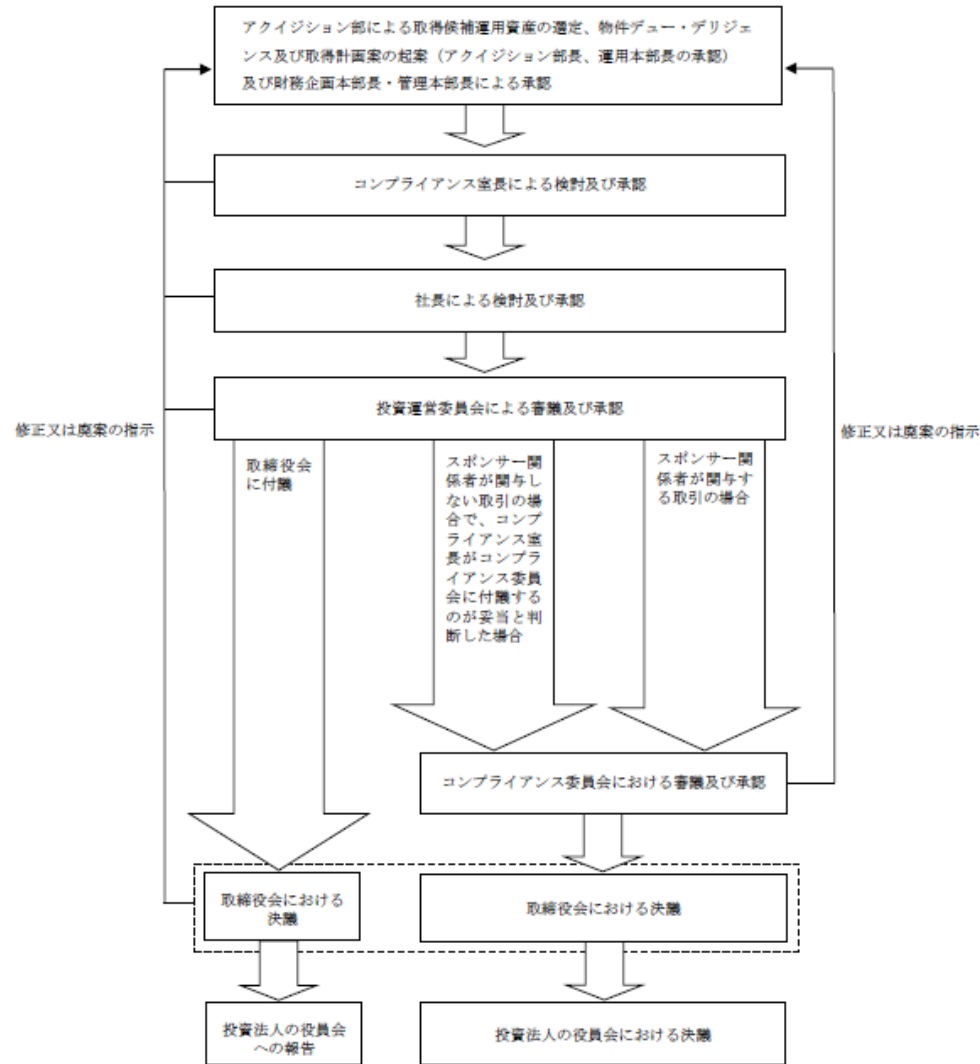 アクイジション部による取得候補運用資産の選定、物件デュー・デリジェ
ンス及び取得計画案の起案（アクイジション部長、運用本部長の承認）
及び財務企画本部長・管理本部長による承認
コンプライアンス室長による検討及び承認
社長による検討及び承認
投資運営委員会による審議及び承認
修正又は廃案の指示
修正又は廃案の指示
取締役会
に付議
スポンサー関
係者が関与し
ない取引の場
合で、コンプ
ライアンス室
長がコンプラ
イアンス委員
会に付議する
のが妥当と判
断した場合
スポンサー関
係者が関与す
る取引の場合
コンプライアンス委員会における審議及び承認
取締役会における
決議
取締役会における決議
投資法人の役員会
への報告
投資法人の役員会における決議